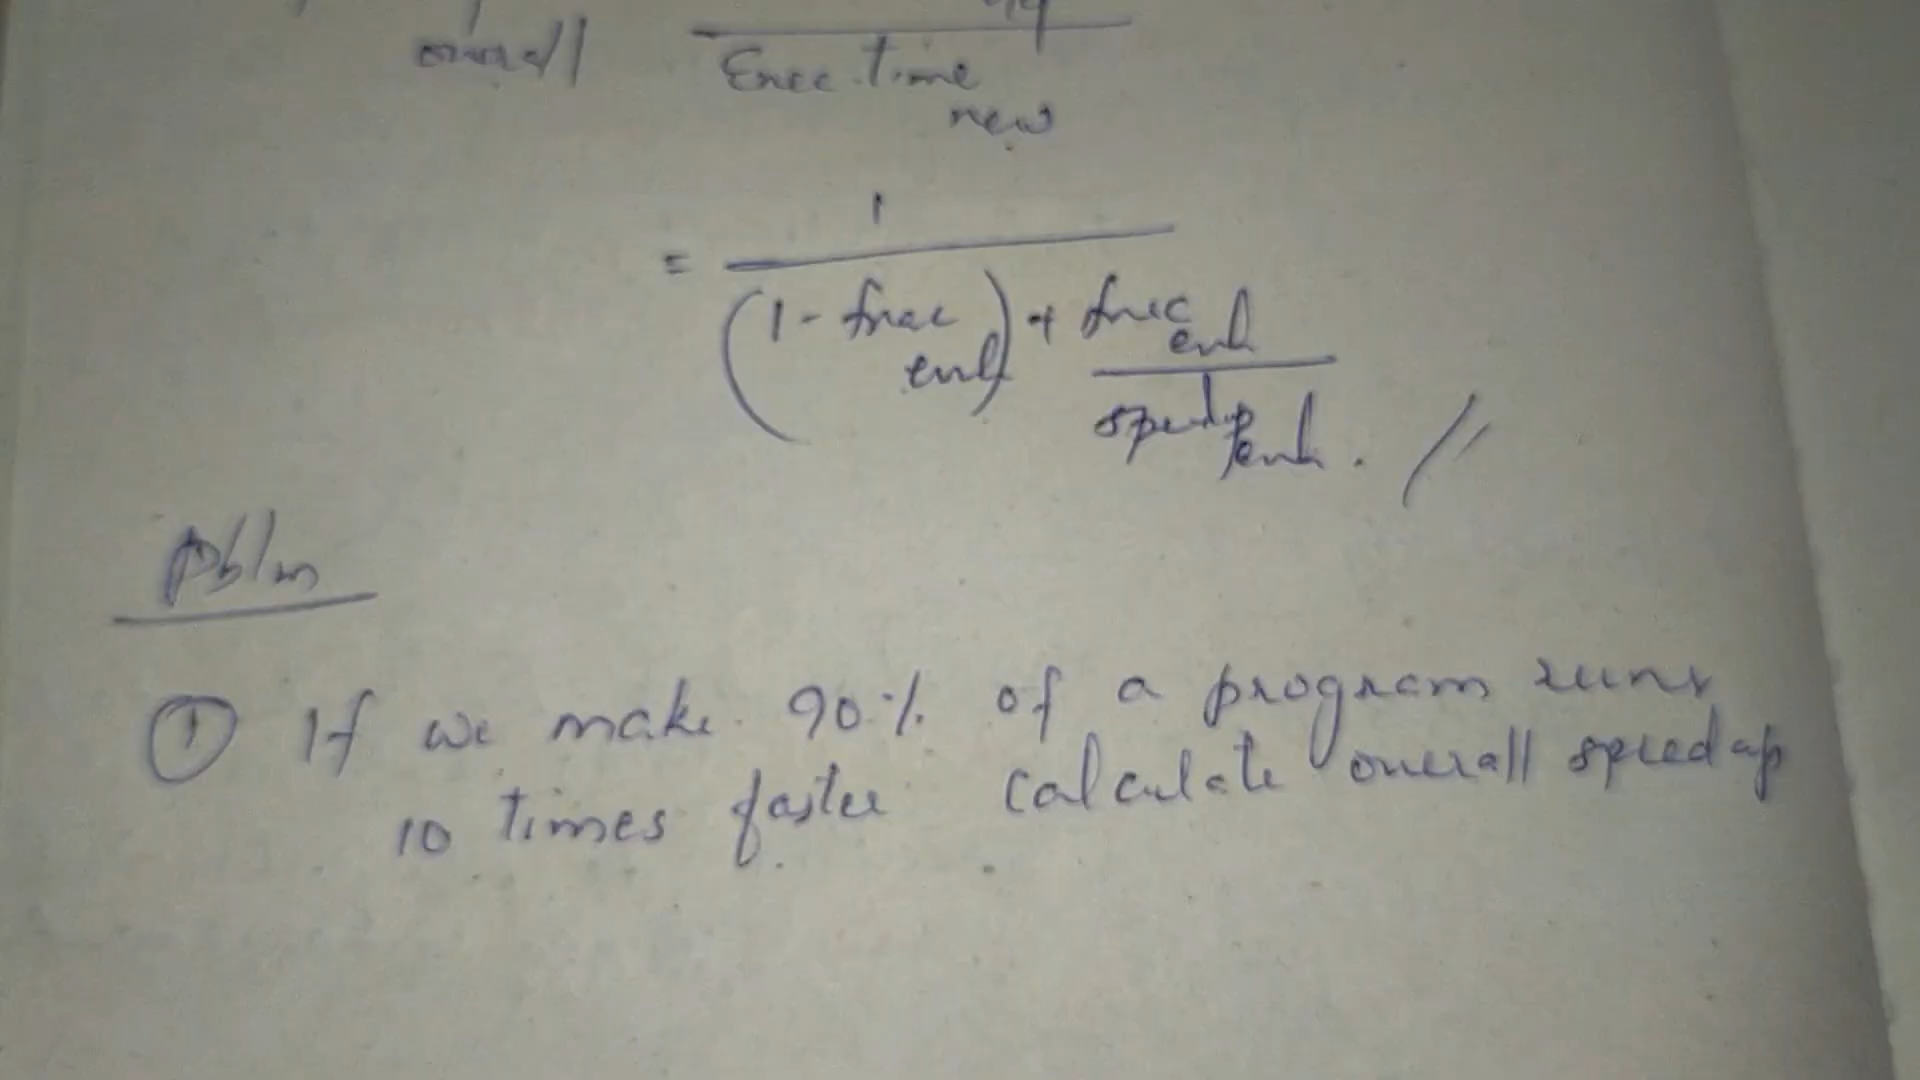 overall Exec. time
new
= 1
(1 - frac enh) + frac enh
speedup enh. //
Pblm
① If we make 90% of a program runs
10 times faster calculate overall speedup